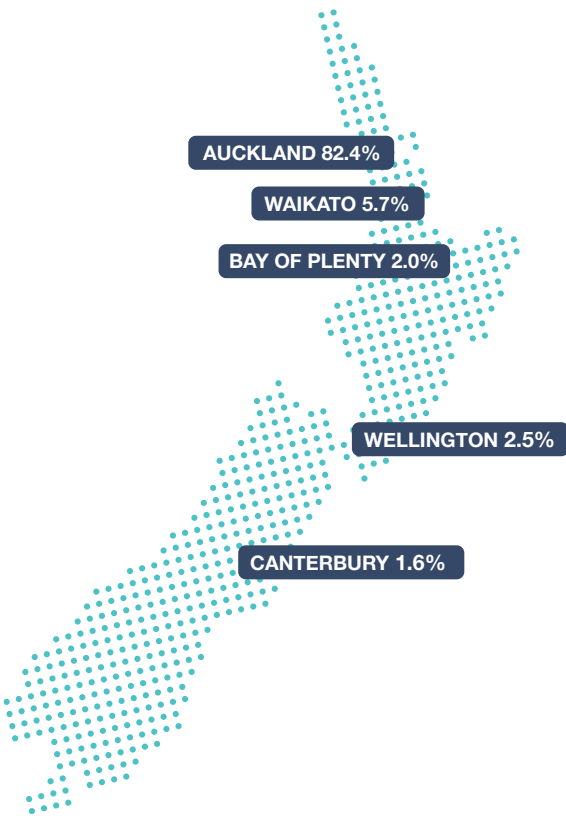 AUCKLAND 82.4%
WAIKATO 5.7%
BAY OF PLENTY 2.0%
WELLINGTON 2.5%
CANTERBURY 1.6%